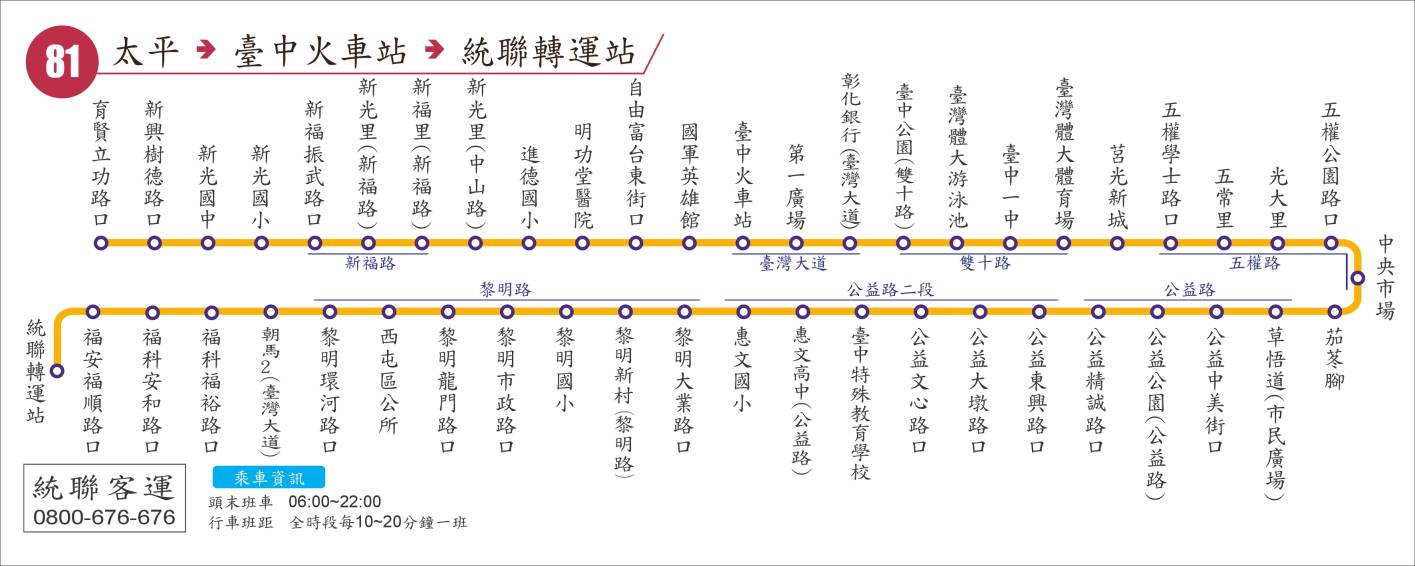 81 太平 → 臺中火車站 → 統聯轉運站
育賢立功路口
新興樹德路口
新光國中
新光國小
新福振武路口
新光里(新福路)
新福里(新福路)
新光里(中山路)
進德國小
明功堂醫院
自由富台東街口
國軍英雄館
臺中火車站
第一廣場
彰化銀行(臺灣大道)
臺中公園(雙十路)
臺灣體大游泳池
臺中一中
臺灣體大體育場
莒光新城
五權學士路口
五常里
光大里
五權公園路口
新福路
臺灣大道
雙十路
五權路
中央市場
黎明路
公益路二段
公益路
統聯轉運站
福安福順路口
福科安和路口
福科福裕路口
朝馬2(臺灣大道)
黎明環河路口
西屯區公所
黎明龍門路口
黎明市政路口
黎明國小
黎明新村(黎明路)
黎明大業路口
惠文國小
惠文高中(公益路)
臺中特殊教育學校
公益文心路口
公益大墩路口
公益東興路口
公益精誠路口
公益公園(公益路)
公益中美街口
草悟道(市民廣場)
茄苳腳
統聯客運
0800-676-676
乘車資訊
頭末班車 06:00~22:00
行車班距 全時段每10~20分鐘一班